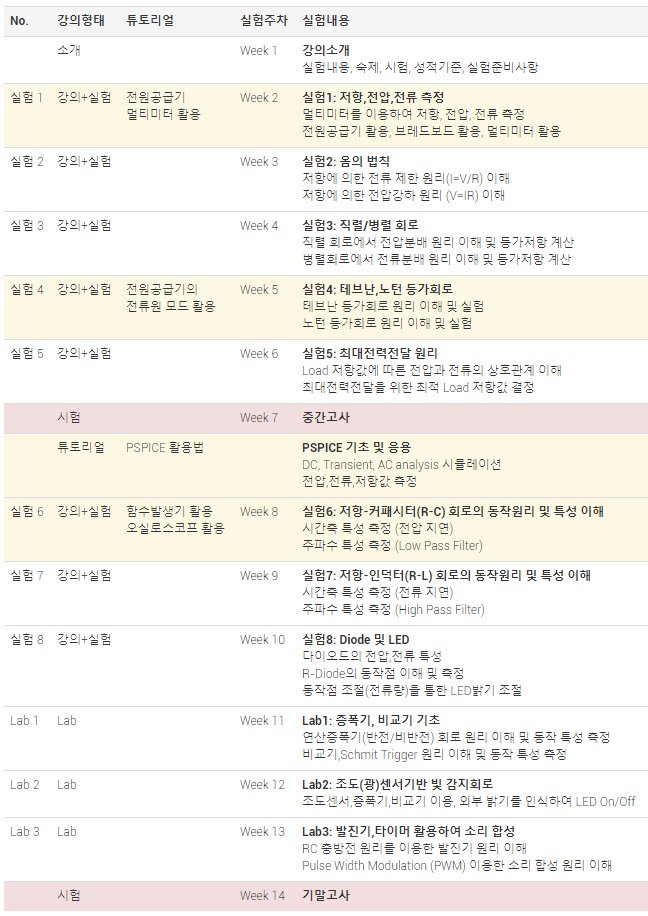 No. 강의형태 튜토리얼 실험주차 실험내용
소개 Week 1 강의소개
실험내용, 숙제, 시험, 성적기준, 실험준비사항
실험 1 강의+실험 전원공급기 Week 2 실험1: 저항,전압,전류 측정
멀티미터 활용 멀티미터를 이용하여 저항, 전압, 전류 측정
전원공급기 활용, 브레드보드 활용, 멀티미터 활용
실험 2 강의+실험 Week 3 실험2: 옴의 법칙
저항에 의한 전류 제한 원리(I=V/R) 이해
저항에 의한 전압강하 원리 (V=IR) 이해
실험 3 강의+실험 Week 4 실험3: 직렬/병렬 회로
직렬 회로에서 전압분배 원리 이해 및 등가저항 계산
병렬회로에서 전류분배 원리 이해 및 등가저항 계산
실험 4 강의+실험 전원공급기의 Week 5 실험4: 테브난,노턴 등가회로
전류원 모드 활용 테브난 등가회로 원리 이해 및 실험
노턴 등가회로 원리 이해 및 실험
실험 5 강의+실험 Week 6 실험5: 최대전력전달 원리
Load 저항값에 따른 전압과 전류의 상호관계 이해
최대전력전달을 위한 최적 Load 저항값 결정
시험 Week 7 중간고사
튜토리얼 PSPICE 활용법 PSPICE 기초 및 응용
DC, Transient, AC analysis 시뮬레이션
전압,전류,저항값 측정
실험 6 강의+실험 함수발생기 활용 Week 8 실험6: 저항-커패시터(R-C) 회로의 동작원리 및 특성 이해
오실로스코프 활용 시간축 특성 측정 (전압 지연)
주파수 특성 측정 (Low Pass Filter)
실험 7 강의+실험 Week 9 실험7: 저항-인덕터(R-L) 회로의 동작원리 및 특성 이해
시간축 특성 측정 (전류 지연)
주파수 특성 측정 (High Pass Filter)
실험 8 강의+실험 Week 10 실험8: Diode 및 LED
다이오드의 전압,전류 특성
R-Diode의 동작점 이해 및 측정
동작점 조절(전류량)을 통한 LED밝기 조절
Lab 1 Lab Week 11 Lab1: 증폭기, 비교기 기초
연산증폭기(반전/비반전) 회로 원리 이해 및 동작 특성 측정
비교기,Schmit Trigger 원리 이해 및 동작 특성 측정
Lab 2 Lab Week 12 Lab2: 조도(광)센서기반 빛 감지회로
조도센서,증폭기,비교기 이용, 외부 밝기를 인식하여 LED On/Off
Lab 3 Lab Week 13 Lab3: 발진기,타이머 활용하여 소리 합성
RC 충방전 원리를 이용한 발진기 원리 이해
Pulse Width Modulation (PWM) 이용한 소리 합성 원리 이해
시험 Week 14 기말고사